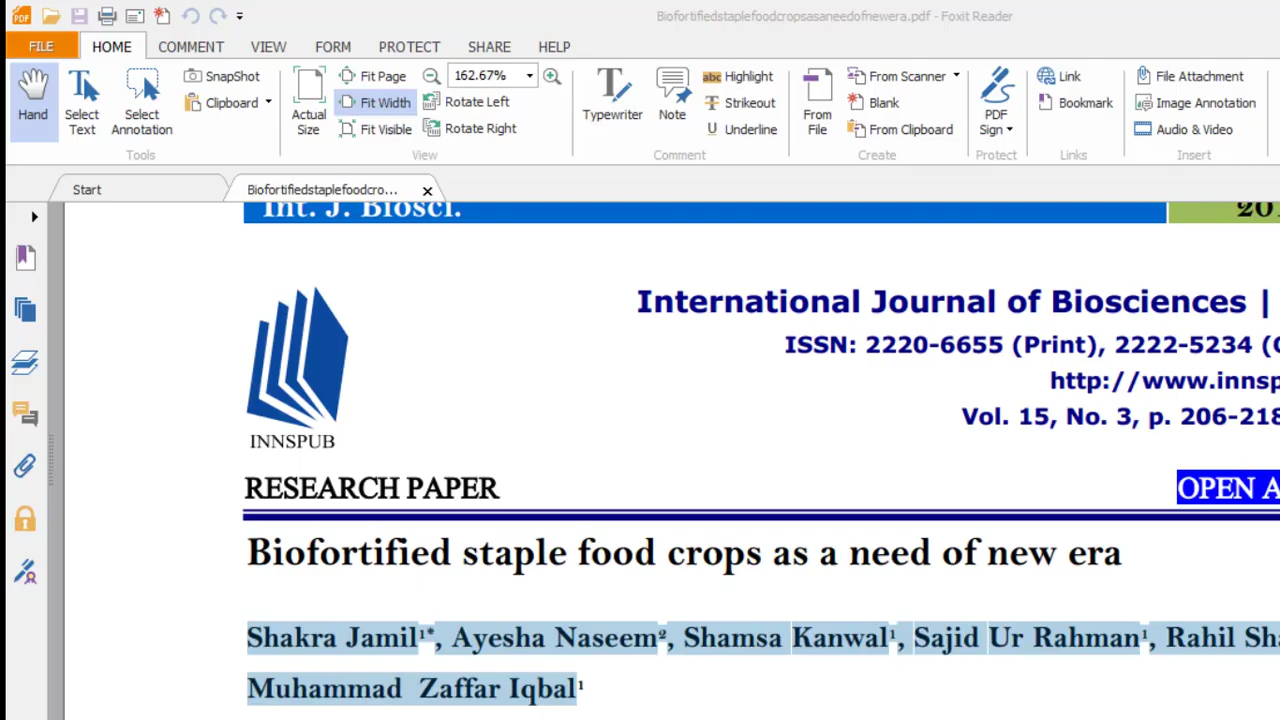 Biofortifiedstaplefoodcropsasaneedofnewera.pdf - Foxit Reader
FILE HOME COMMENT VIEW FORM PROTECT SHARE HELP
Hand
Select Text
Select Annotation
SnapShot
Clipboard
Tools
Actual Size
Fit Page
Fit Width
Fit Visible
162.67%
Rotate Left
Rotate Right
View
Typewriter
Note
abc Highlight
Strikeout
Underline
Comment
From File
From Scanner
Blank
From Clipboard
Create
PDF Sign
Protect
Link
Bookmark
Links
File Attachment
Image Annotation
Audio & Video
Insert
Start
Biofortifiedstaplefoodcro...
Int. J. Biosci.
INNSPUB
International Journal of Biosciences |
ISSN: 2220-6655 (Print), 2222-5234 (
http://www.innsp
Vol. 15, No. 3, p. 206-218
RESEARCH PAPER
OPEN A
Biofortified staple food crops as a need of new era
Shakra Jamil¹*, Ayesha Naseem², Shamsa Kanwal¹, Sajid Ur Rahman¹, Rahil Sha
Muhammad Zaffar Iqbal¹